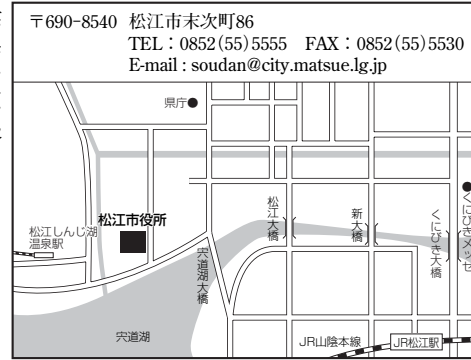 〒690-8540 松江市末次町86
TEL：0852(55)5555 FAX：0852(55)5530
E-mail : soudan@city.matsue.lg.jp
県庁
松江市役所
松江しんじ湖
温泉駅
宍道湖大橋
松江大橋
新大橋
くにびき大橋
くにびきメッセ
宍道湖
JR山陰本線
JR松江駅